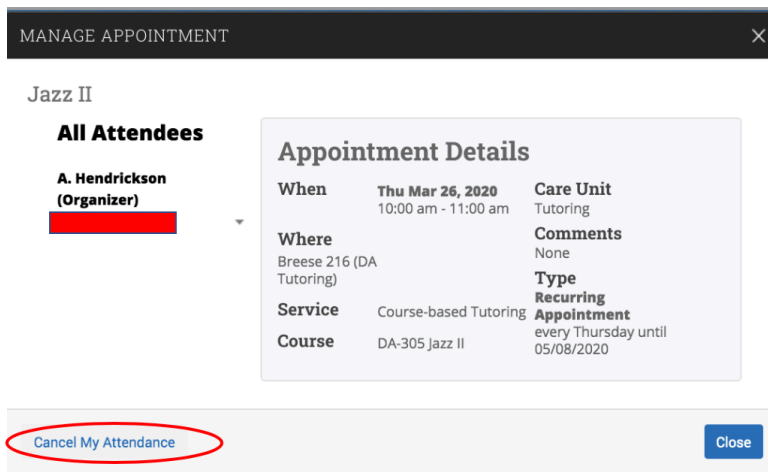 MANAGE APPOINTMENT
Jazz II
All Attendees
A. Hendrickson
(Organizer)
Appointment Details
When
Thu Mar 26, 2020
10:00 am - 11:00 am
Where
Breese 216 (DA
Tutoring)
Service
Course-based Tutoring
Course
DA-305 Jazz II
Care Unit
Tutoring
Comments
None
Type
Recurring
Appointment
every Thursday until
05/08/2020
Cancel My Attendance
Close